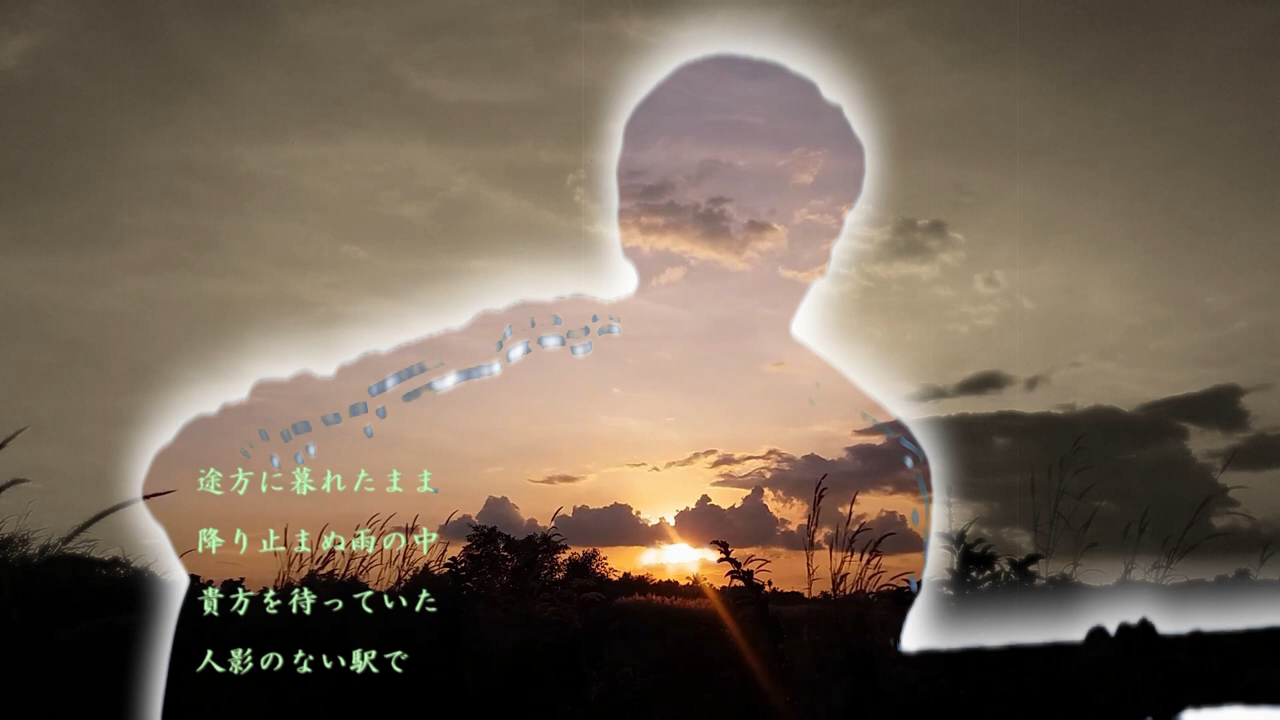 途方に暮れたまま
降り止まぬ雨の中
貴方を待っていた
人影のない駅で